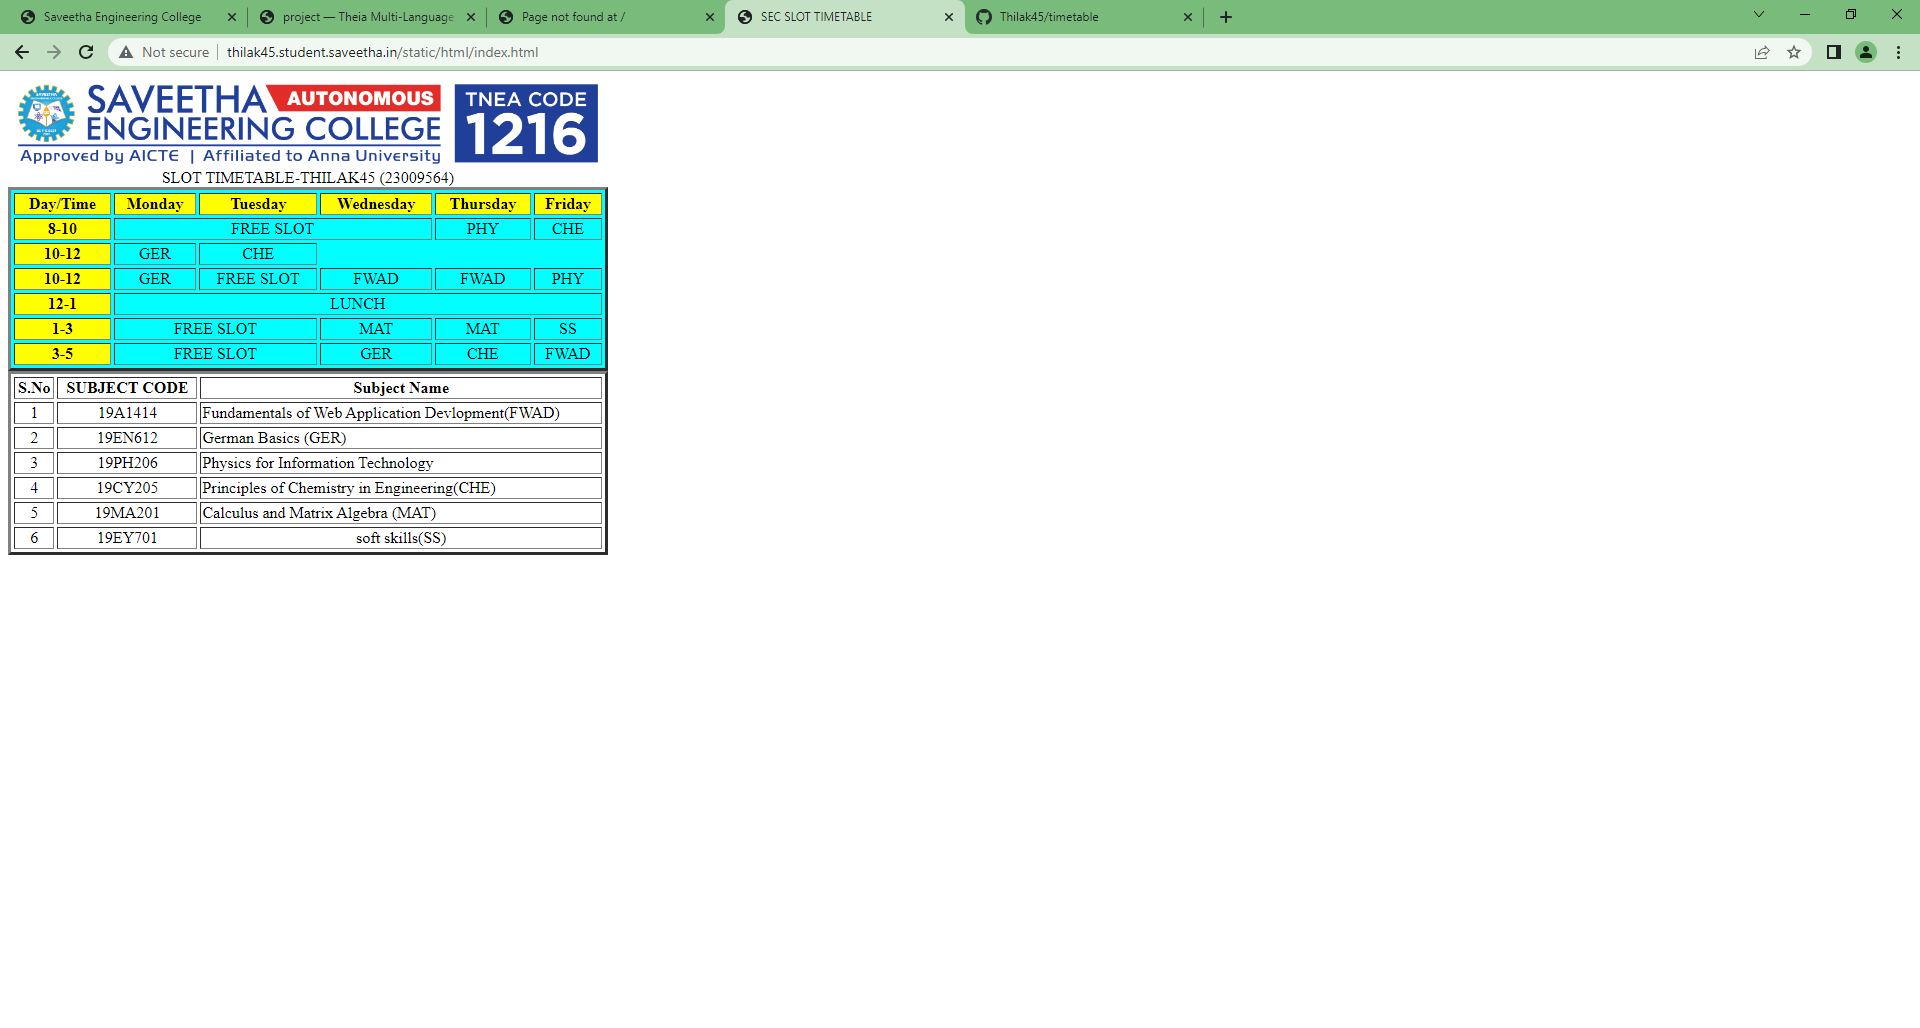 Saveetha Engineering College
project — Theia Multi-Language
Page not found at /
SEC SLOT TIMETABLE
Thilak45/timetable
Not secure thilak45.student.saveetha.in/static/html/index.html
SAVEETHA AUTONOMOUS
ENGINEERING COLLEGE
Approved by AICTE | Affiliated to Anna University
TNEA CODE
1216
SLOT TIMETABLE-THILAK45 (23009564)
Day/Time Monday Tuesday Wednesday Thursday Friday
8-10 FREE SLOT PHY CHE
10-12 GER CHE
10-12 GER FREE SLOT FWAD FWAD PHY
12-1 LUNCH
1-3 FREE SLOT MAT MAT SS
3-5 FREE SLOT GER CHE FWAD
S.No SUBJECT CODE Subject Name
1 19A1414 Fundamentals of Web Application Devlopment(FWAD)
2 19EN612 German Basics (GER)
3 19PH206 Physics for Information Technology
4 19CY205 Principles of Chemistry in Engineering(CHE)
5 19MA201 Calculus and Matrix Algebra (MAT)
6 19EY701 soft skills(SS)